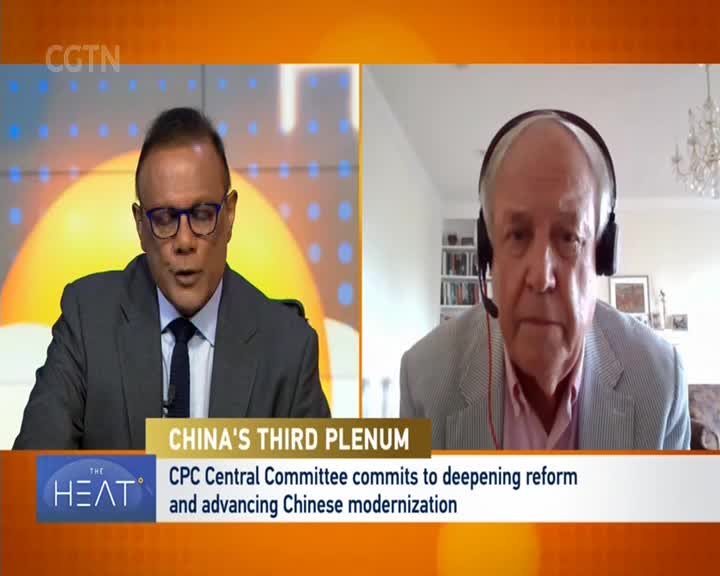 CGTN
CHINA'S THIRD PLENUM
THE
HEAT
CPC Central Committee commits to deepening reform
and advancing Chinese modernization